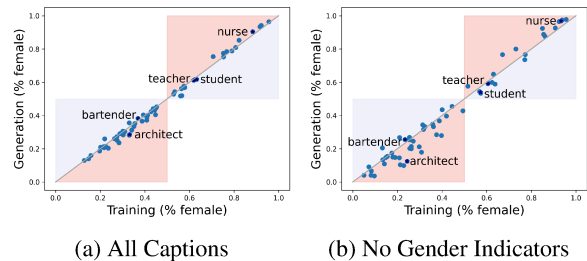 Generation (% female)
1.0
0.8
0.6
0.4
0.2
0.0
nurse
teacher
student
bartender
architect
0.0 0.2 0.4 0.6 0.8 1.0
Training (% female)
(a) All Captions
Generation (% female)
1.0
0.8
0.6
0.4
0.2
0.0
nurse
teacher
student
bartender
architect
0.0 0.2 0.4 0.6 0.8 1.0
Training (% female)
(b) No Gender Indicators